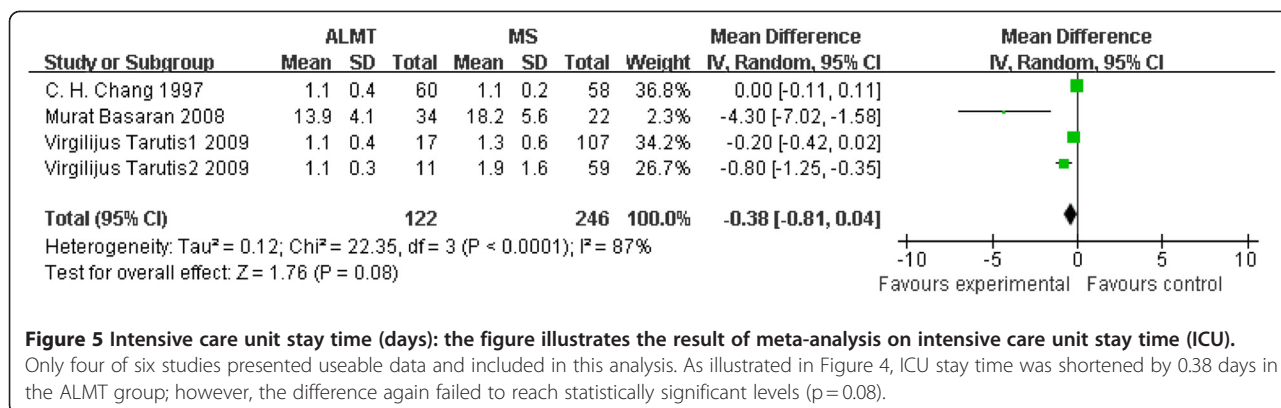 ALMT MS Mean Difference Mean Difference
Study or Subgroup Mean SD Total Mean SD Total Weight IV, Random, 95% CI IV, Random, 95% CI
C. H. Chang 1997 1.1 0.4 60 1.1 0.2 58 36.8% 0.00 [-0.11, 0.11]
Murat Basaran 2008 13.9 4.1 34 18.2 5.6 22 2.3% -4.30 [-7.02, -1.58]
Virgilijus Tarutis1 2009 1.1 0.4 17 1.3 0.6 107 34.2% -0.20 [-0.42, 0.02]
Virgilijus Tarutis2 2009 1.1 0.3 11 1.9 1.6 59 26.7% -0.80 [-1.25, -0.35]
Total (95% CI) 122 246 100.0% -0.38 [-0.81, 0.04]
Heterogeneity: Tau² = 0.12; Chi² = 22.35, df = 3 (P < 0.0001); I² = 87%
Test for overall effect: Z = 1.76 (P = 0.08)
-10 -5 0 5 10
Favours experimental Favours control
Figure 5 Intensive care unit stay time (days): the figure illustrates the result of meta-analysis on intensive care unit stay time (ICU).
Only four of six studies presented useable data and included in this analysis. As illustrated in Figure 4, ICU stay time was shortened by 0.38 days in
the ALMT group; however, the difference again failed to reach statistically significant levels (p = 0.08).